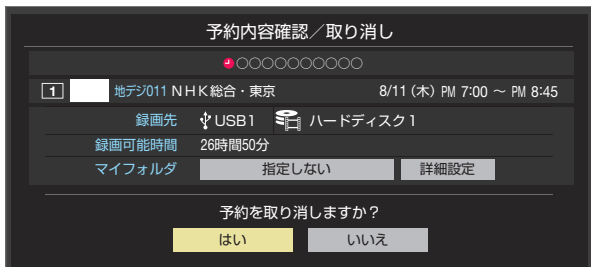 予約内容確認／取り消し
○○○○○○○○○○
1 地デジ011 ＮＨＫ総合・東京 8/11 (木) PM 7:00 ～ PM 8:45
録画先 USB1 ハードディスク1
録画可能時間 26時間50分
マイフォルダ 指定しない 詳細設定
予約を取り消しますか？
はい いいえ